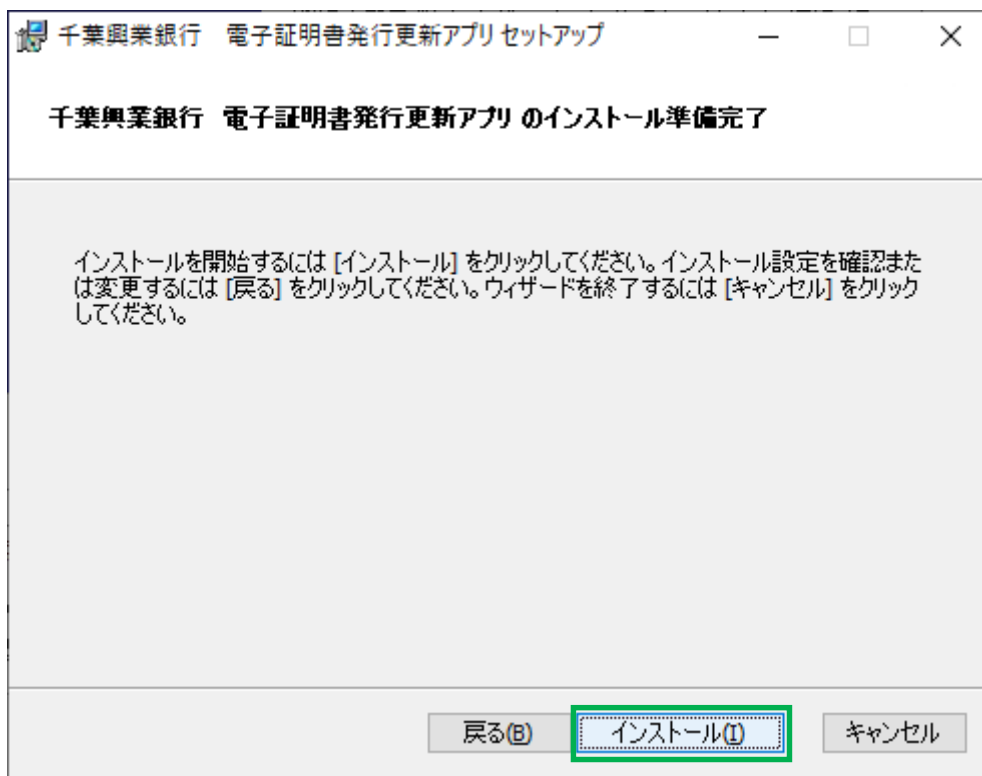 千葉興業銀行　電子証明書発行更新アプリ セットアップ
千葉興業銀行　電子証明書発行更新アプリ のインストール準備完了
インストールを開始するには [インストール] をクリックしてください。インストール設定を確認また
は変更するには [戻る] をクリックしてください。ウィザードを終了するには [キャンセル] をクリック
してください。
戻る(B)
インストール(I)
キャンセル